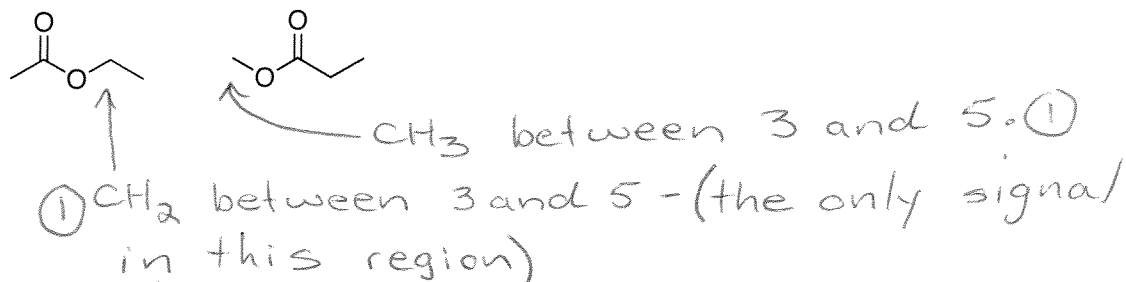 O O
O O
CH₃ between 3 and 5. ①
① CH₂ between 3 and 5 - (the only signal
in this region)